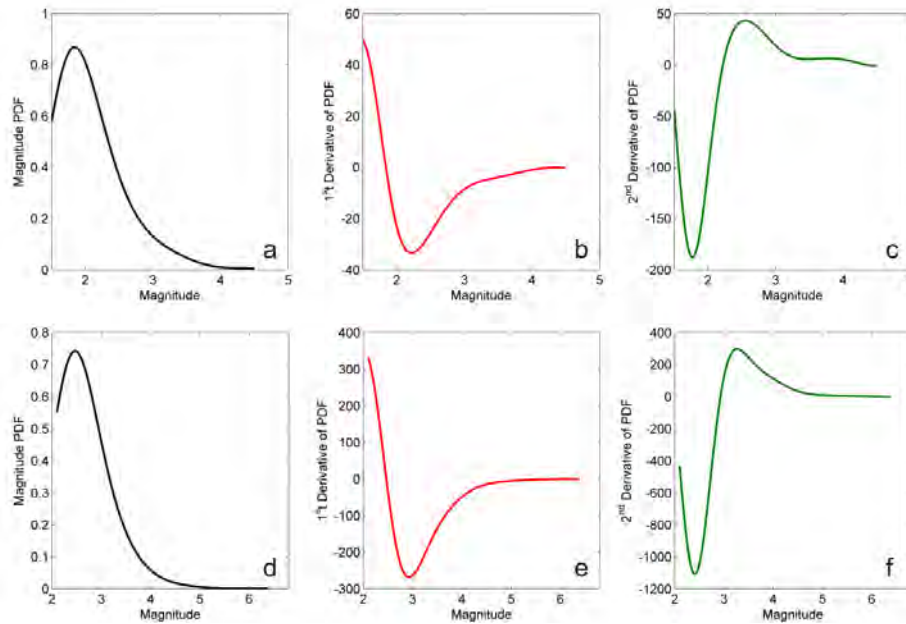 1
0.8
0.6
0.4
0.2
0
Magnitude PDF
2 3 4 5
Magnitude
a
60
40
20
0
-20
-40
1st Derivative of PDF
2 3 4 5
Magnitude
b
50
0
-50
-100
-150
-200
2nd Derivative of PDF
2 3 4
Magnitude
c
0.8
0.7
0.6
0.5
0.4
0.3
0.2
0.1
0
Magnitude PDF
2 3 4 5 6
Magnitude
d
400
300
200
100
0
-100
-200
-300
1st Derivative of PDF
2 3 4 5 6
Magnitude
e
400
200
0
-200
-400
-600
-800
-1000
-1200
2nd Derivative of PDF
2 3 4 5 6
Magnitude
f